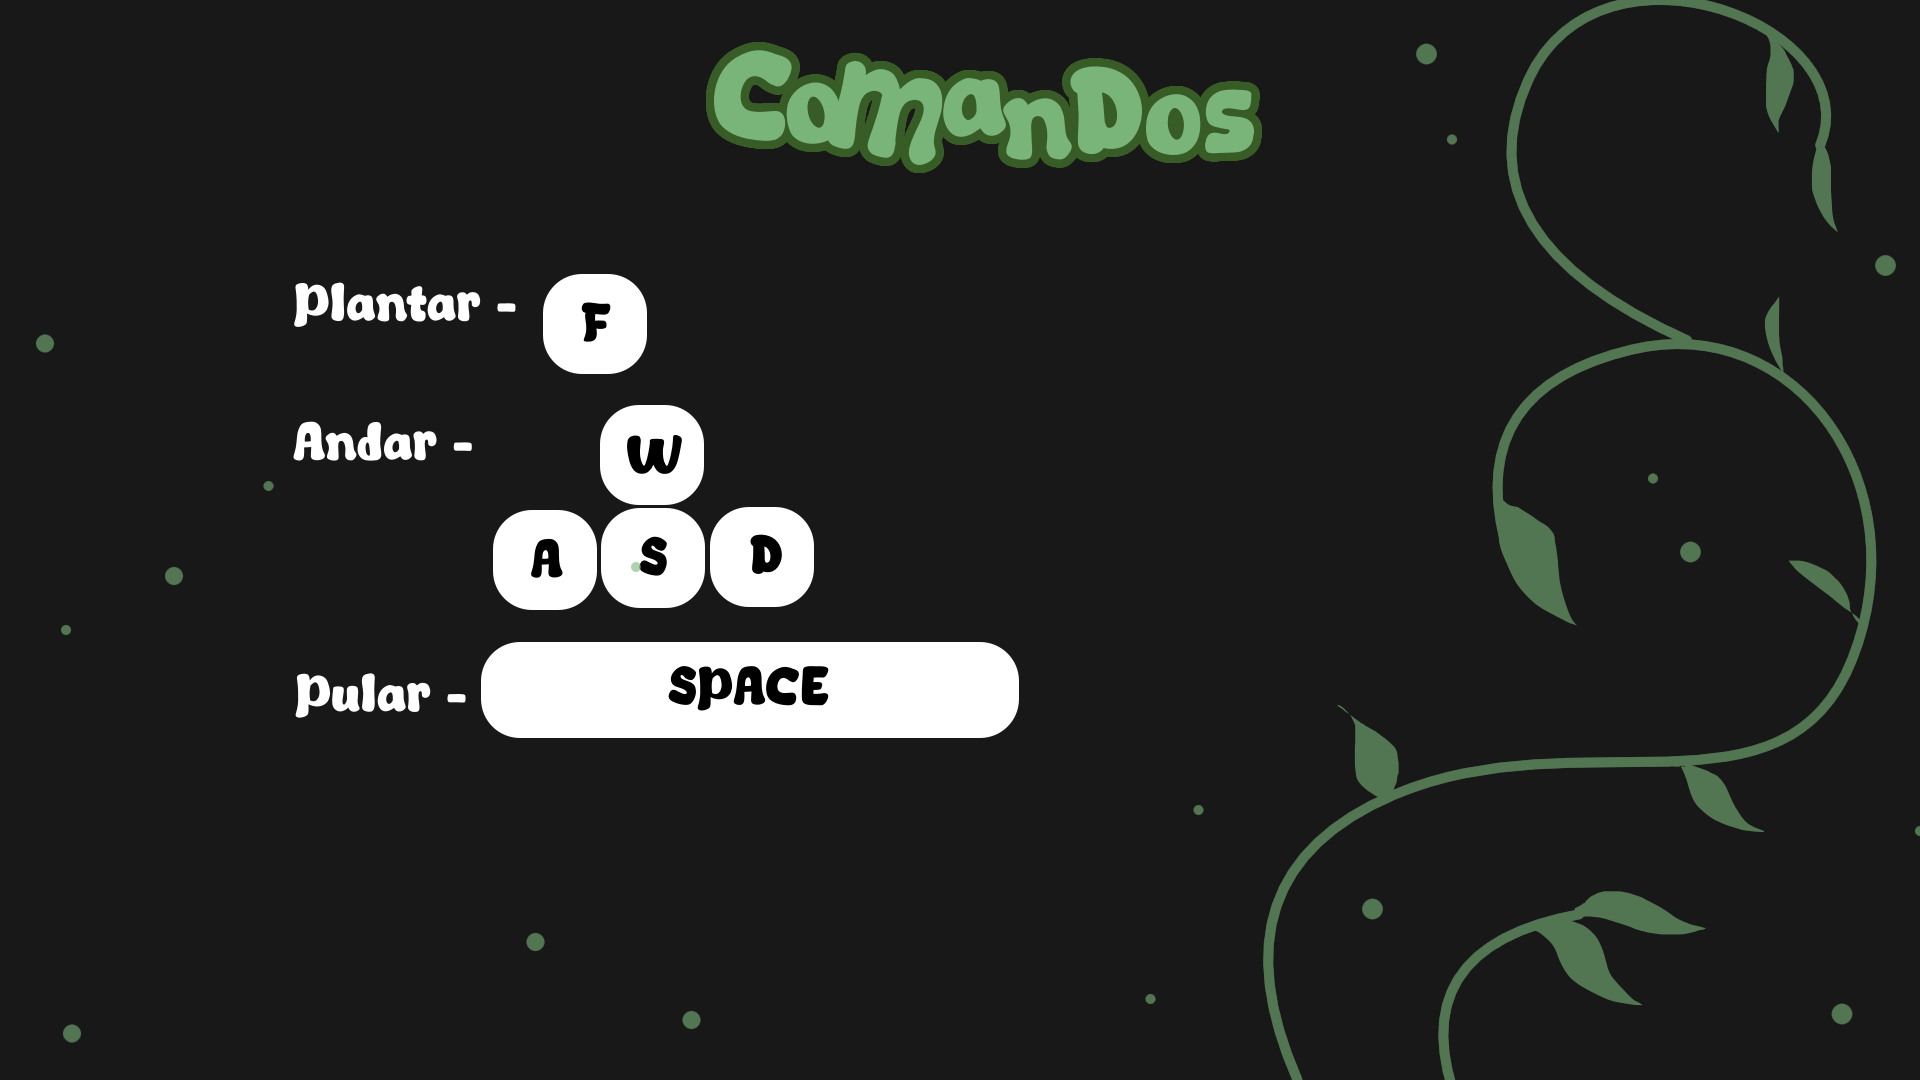 ComanDos
Plantar - F
Andar - W
A S D
Pular - SPACE